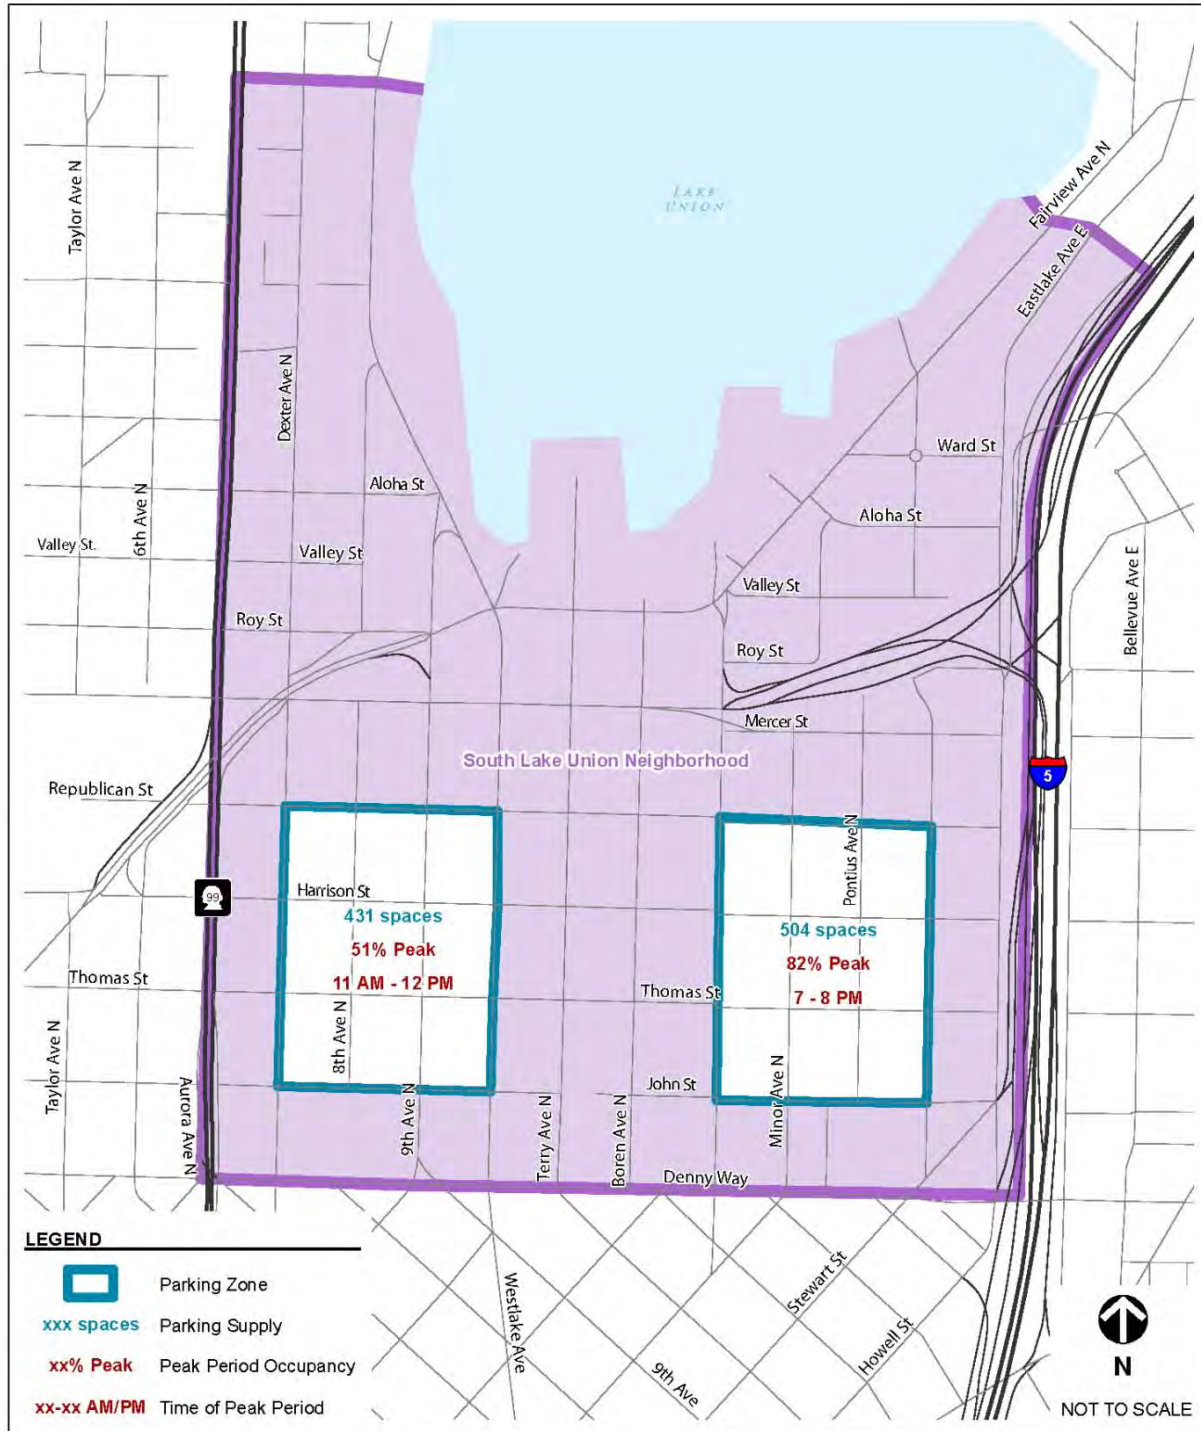 LAKE
UNION
Fairview Ave N
Eastlake Ave E
Taylor Ave N
Dexter Ave N
Ward St
Aloha St
Aloha St
6th Ave N
Valley St.
Valley St
Valley St
Bellevue Ave E
Roy St
Roy St
Mercer St
South Lake Union Neighborhood
5
Republican St
Pontius Ave N
Harrison St
99
431 spaces
51% Peak
11 AM - 12 PM
504 spaces
82% Peak
7 - 8 PM
Thomas St
Thomas St
8th Ave N
Taylor Ave N
Aurora Ave N
9th Ave N
John St
Minor Ave N
Terry Ave N
Boren Ave N
Denny Way
Westlake Ave
Stewart St
Howell St
9th Ave
LEGEND
Parking Zone
xxx spaces Parking Supply
xx% Peak Peak Period Occupancy
xx-xx AM/PM Time of Peak Period
N
NOT TO SCALE